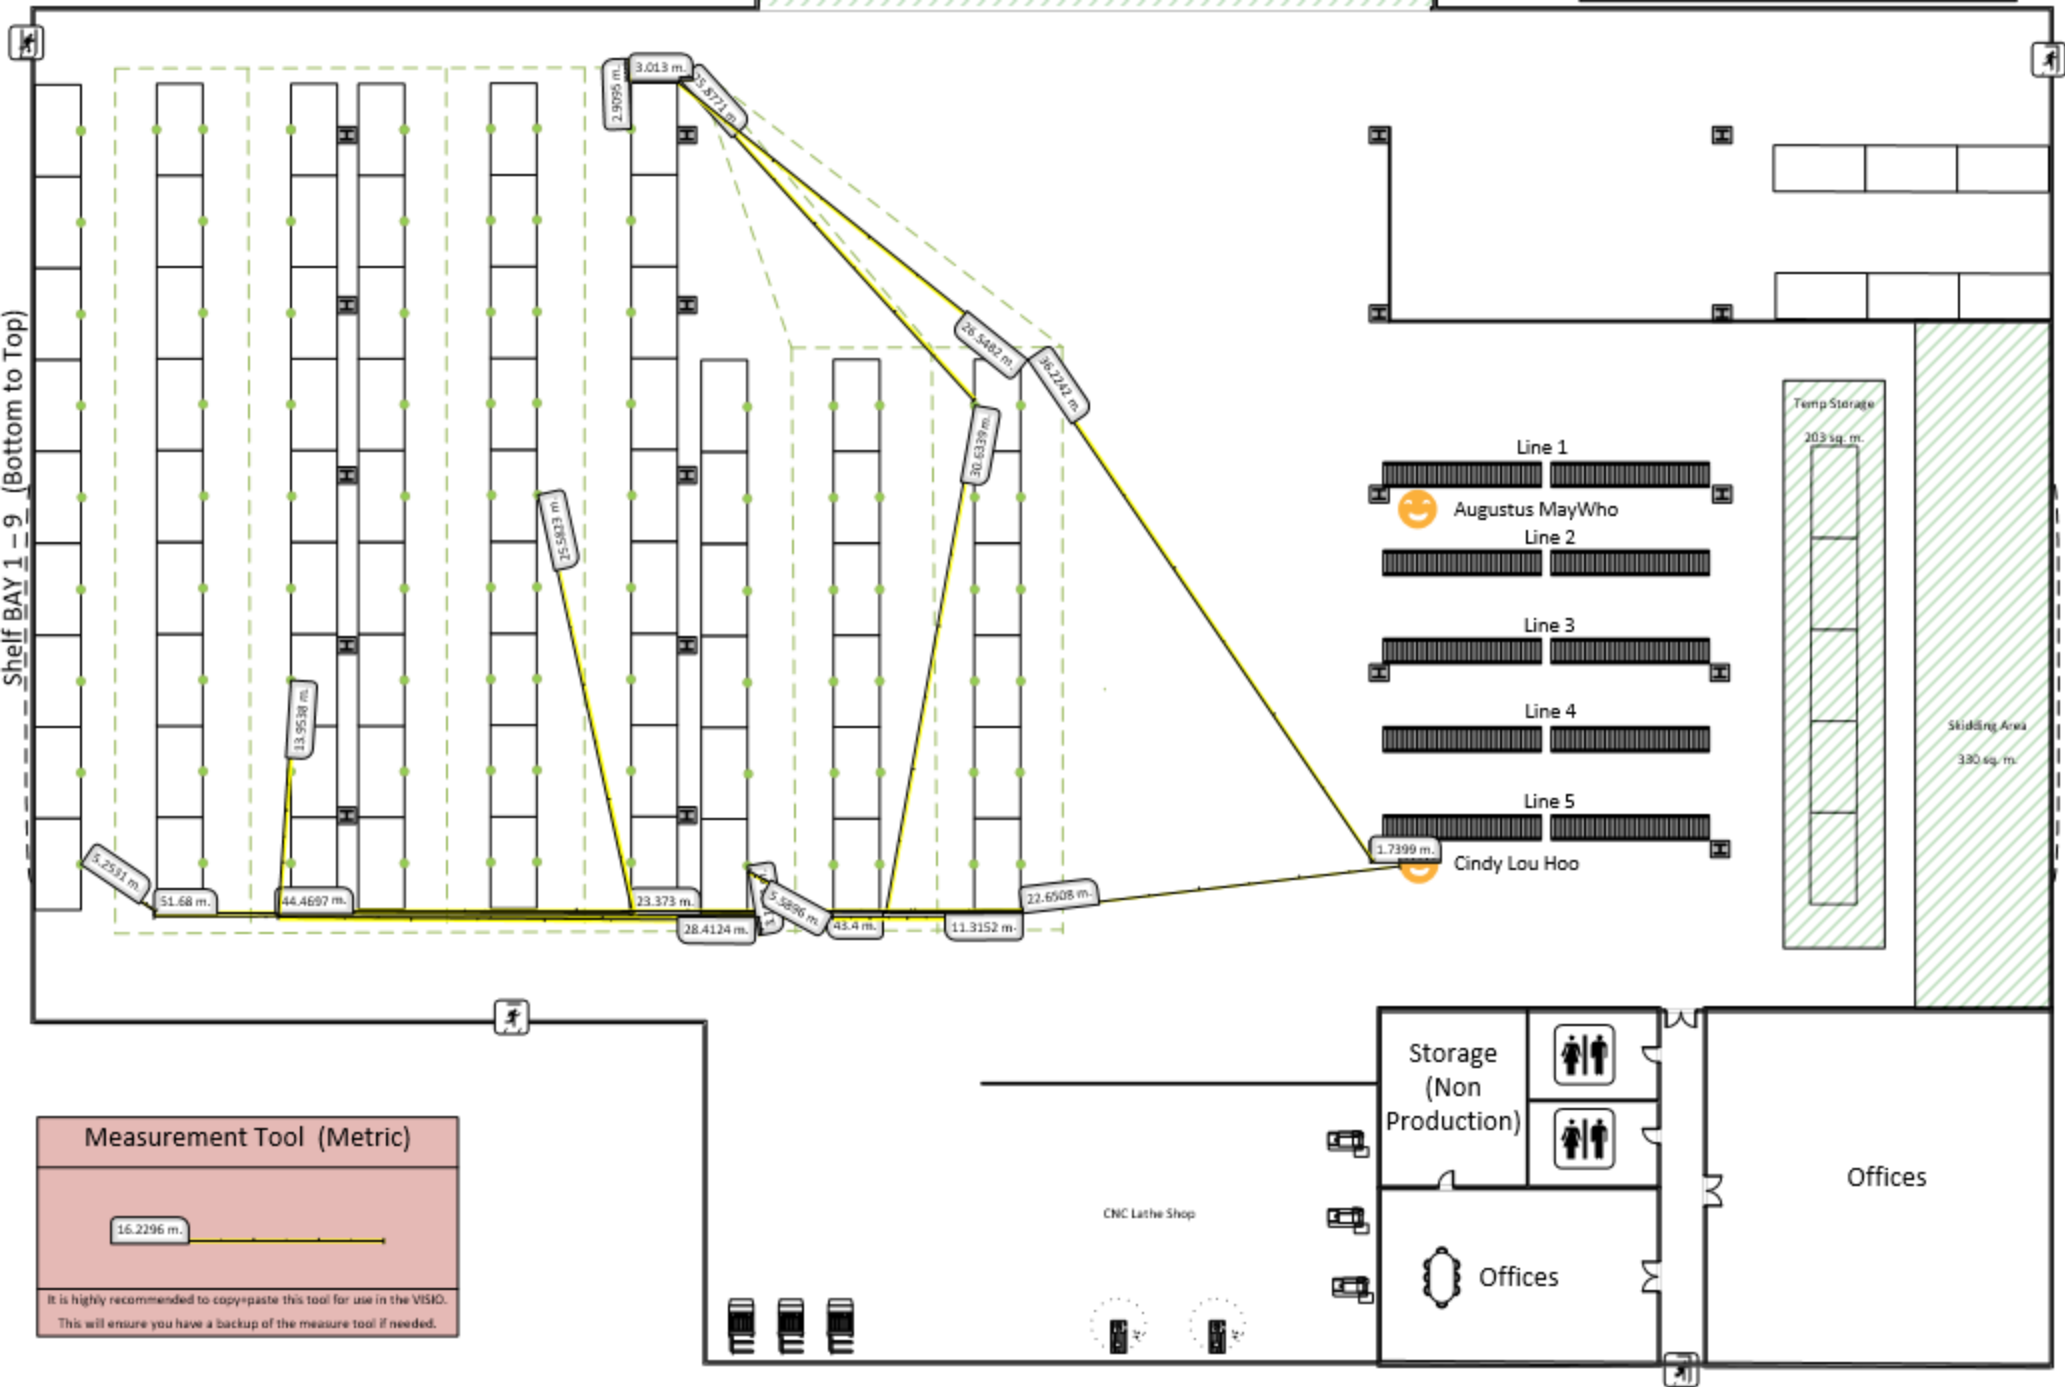 Shelf BAY 1 – 9 (Bottom to Top)
3.013 m.
2.9095 m.
25.8771 m
26.5482 m.
36.2242 m.
30.6339 m.
25.5823 m.
13.9538 m.
5.2531 m.
51.68 m.
44.4697 m.
23.373 m.
28.4124 m.
5.5896 m.
43.4 m.
11.3152 m.
22.6508 m.
1.7399 m.
Line 1
Augustus MayWho
Line 2
Line 3
Line 4
Line 5
Cindy Lou Hoo
Temp Storage
203 sq. m.
Skidding Area
330 sq. m.
Storage
(Non
Production)
Offices
Offices
CNC Lathe Shop
Measurement Tool (Metric)
16.2296 m.
It is highly recommended to copy+paste this tool for use in the VISIO.
This will ensure you have a backup of the measure tool if needed.